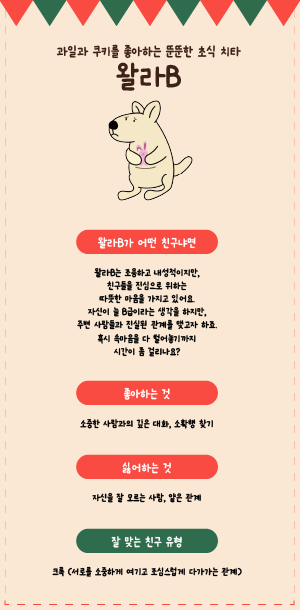 과일과 쿠키를 좋아하는 뚠뚠한 초식 치타
왈라B
왈라B가 어떤 친구냐면
왈라B는 조용하고 내성적이지만,
친구들을 진심으로 위하는
따뜻한 마음을 가지고 있어요.
자신이 늘 B급이라는 생각을 하지만,
주변 사람들과 진실된 관계를 맺고자 하죠.
혹시 속마음을 다 털어놓기까지
시간이 좀 걸리나요?
좋아하는 것
소중한 사람과의 깊은 대화, 소확행 찾기
싫어하는 것
자신을 잘 모르는 사람, 얕은 관계
잘 맞는 친구 유형
크록 (서로를 소중하게 여기고 조심스럽게 다가가는 관계)